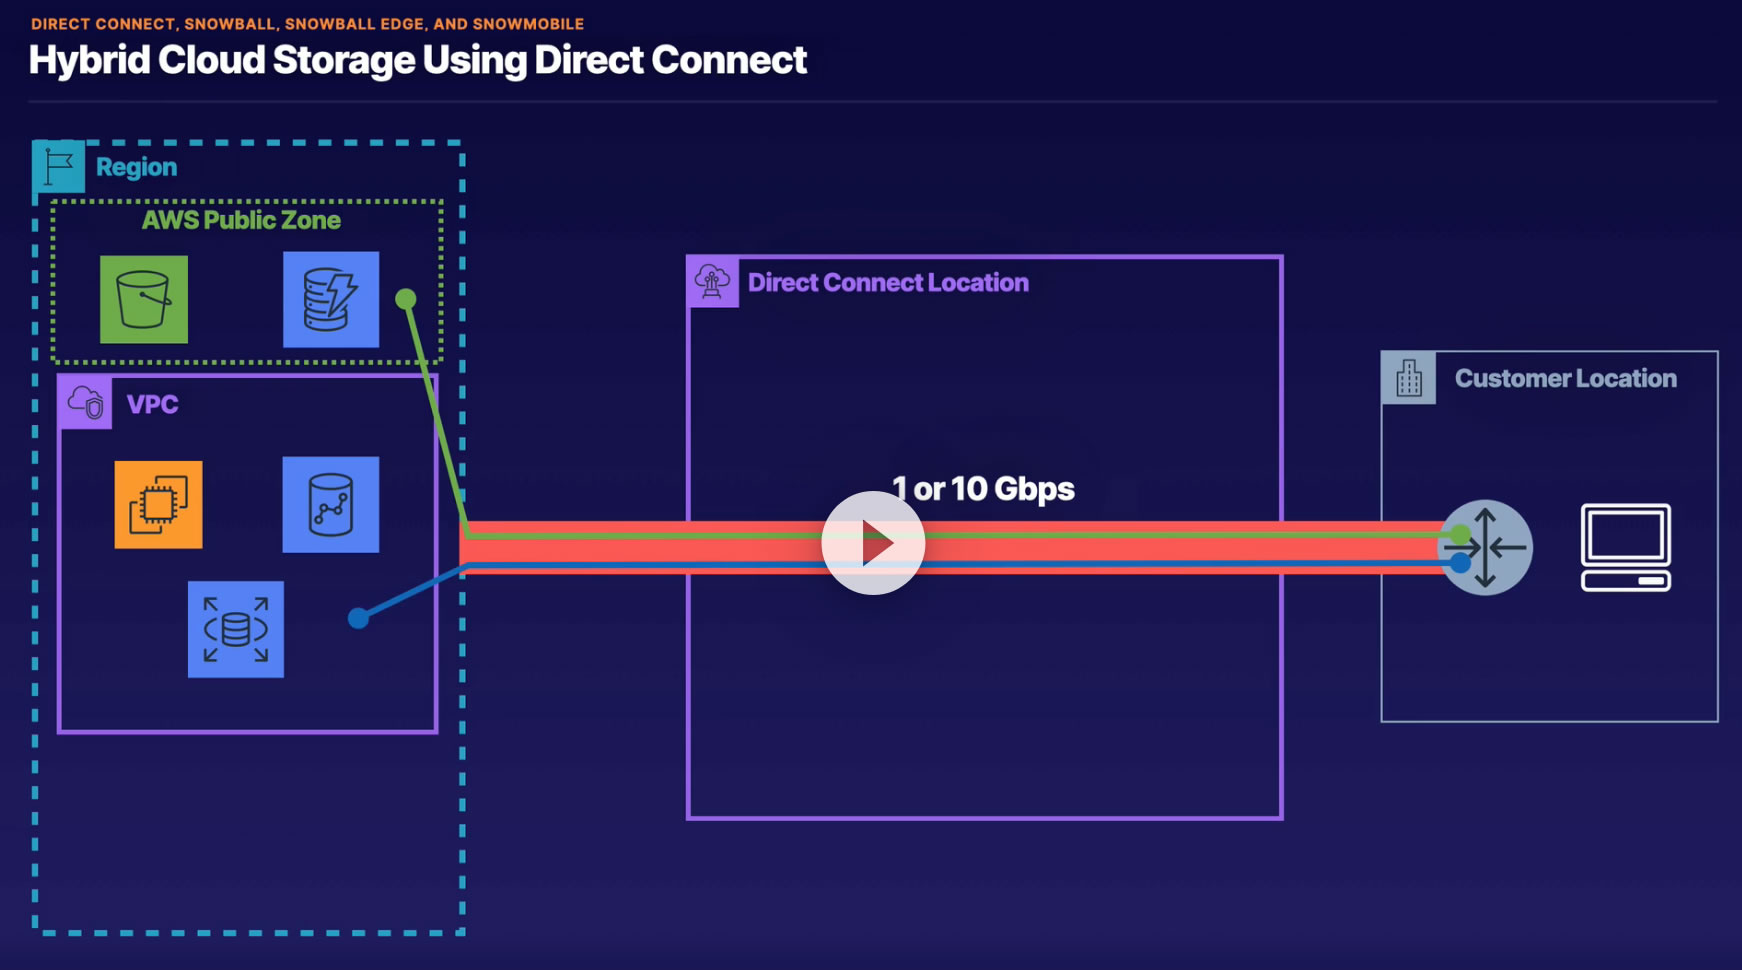 DIRECT CONNECT, SNOWBALL, SNOWBALL EDGE, AND SNOWMOBILE
Hybrid Cloud Storage Using Direct Connect
Region
AWS Public Zone
VPC
Direct Connect Location
1 or 10 Gbps
Customer Location